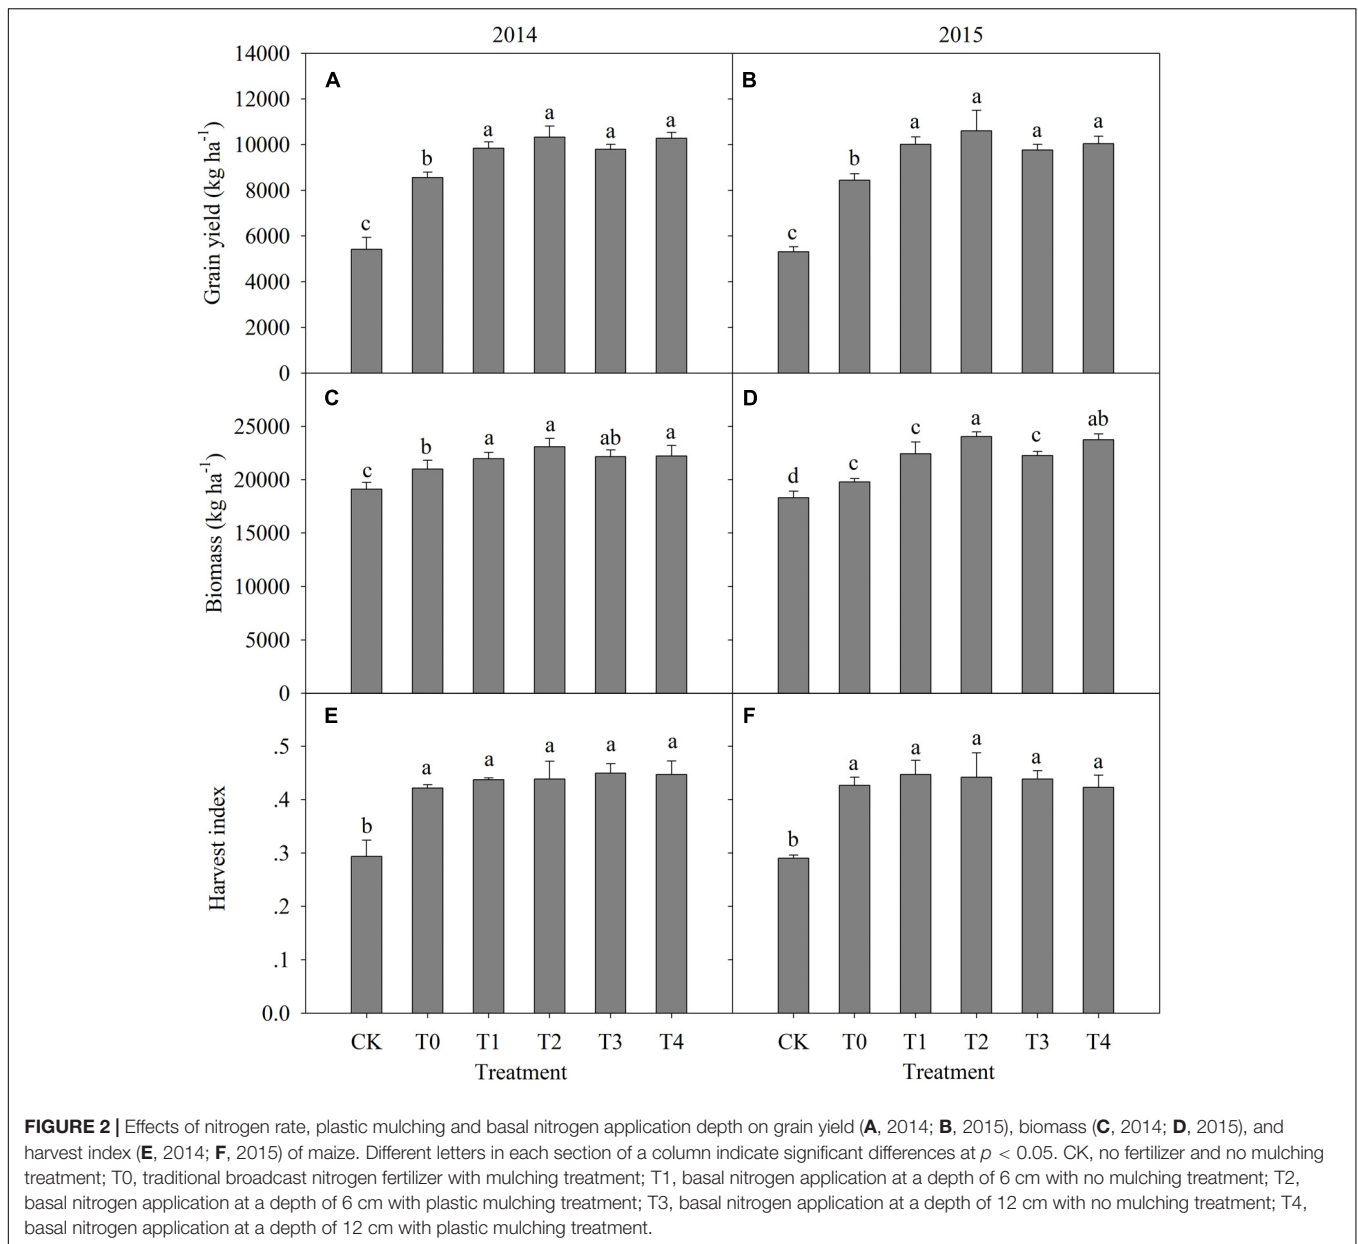 2014
2015
14000
12000
10000
8000
6000
4000
2000
0
Grain yield (kg ha⁻¹)
A
c
b
a
a
a
a
B
c
b
a
a
a
a
25000
20000
15000
10000
5000
0
Biomass (kg ha⁻¹)
C
c
b
a
a
ab
a
D
d
c
c
a
c
ab
.5
.4
.3
.2
.1
0.0
Harvest index
E
b
a
a
a
a
a
F
b
a
a
a
a
a
CK T0 T1 T2 T3 T4
CK T0 T1 T2 T3 T4
Treatment
Treatment
FIGURE 2 | Effects of nitrogen rate, plastic mulching and basal nitrogen application depth on grain yield (A, 2014; B, 2015), biomass (C, 2014; D, 2015), and
harvest index (E, 2014; F, 2015) of maize. Different letters in each section of a column indicate significant differences at p < 0.05. CK, no fertilizer and no mulching
treatment; T0, traditional broadcast nitrogen fertilizer with mulching treatment; T1, basal nitrogen application at a depth of 6 cm with no mulching treatment; T2,
basal nitrogen application at a depth of 6 cm with plastic mulching treatment; T3, basal nitrogen application at a depth of 12 cm with no mulching treatment; T4,
basal nitrogen application at a depth of 12 cm with plastic mulching treatment.